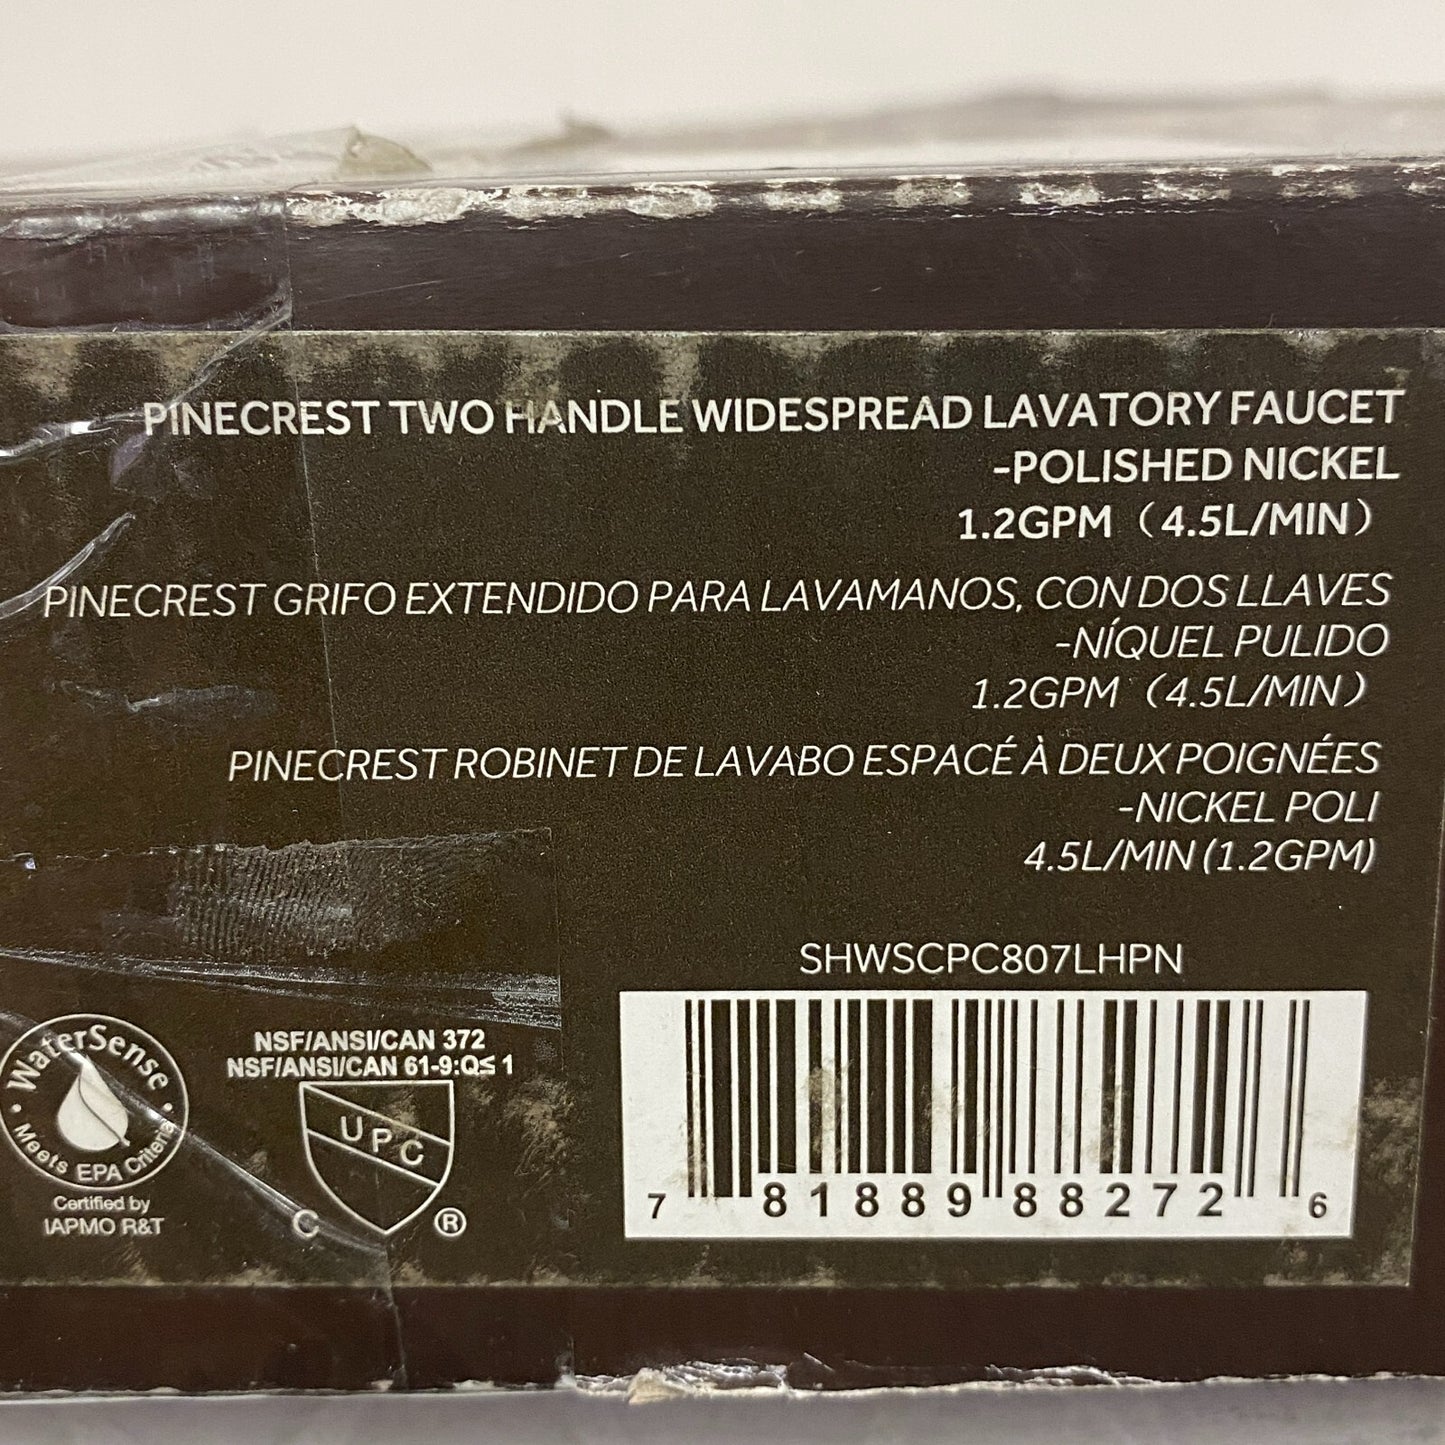 PINECREST TWO HANDLE WIDESPREAD LAVATORY FAUCET
-POLISHED NICKEL
1.2GPM (4.5L/MIN)
PINECREST GRIFO EXTENDIDO PARA LAVAMANOS, CON DOS LLAVES
-NÍQUEL PULIDO
1.2GPM (4.5L/MIN)
PINECREST ROBINET DE LAVABO ESPACÉ À DEUX POIGNÉES
-NICKEL POLI
4.5L/MIN (1.2GPM)
SHWSCPC807LHPN
7 81889 88272 6
WaterSense
Meets EPA Criteria
Certified by
IAPMO R&T
NSF/ANSI/CAN 372
NSF/ANSI/CAN 61-9:Q≤ 1
UPC
C ®